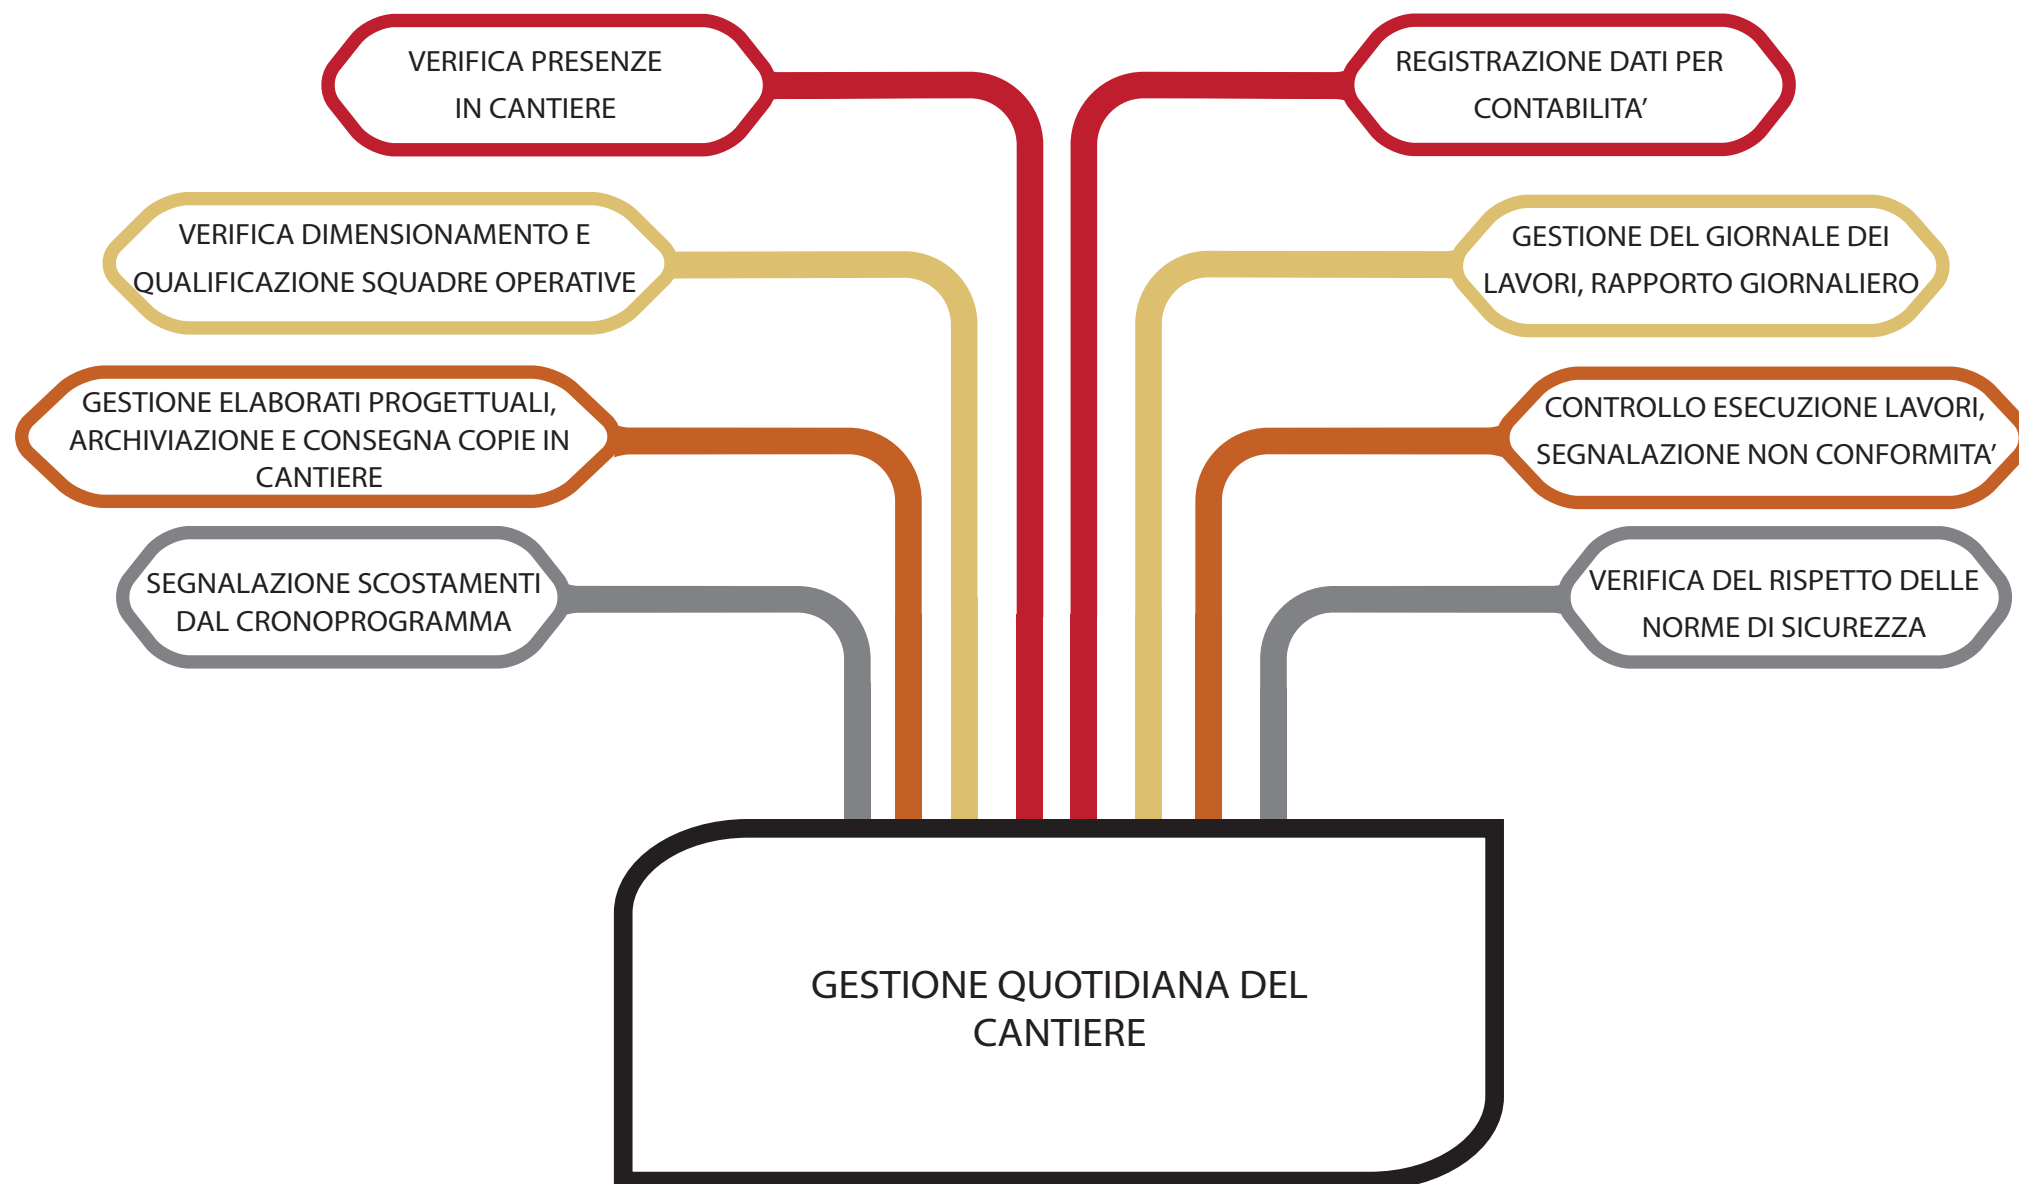 VERIFICA PRESENZE
IN CANTIERE
REGISTRAZIONE DATI PER
CONTABILITA’
VERIFICA DIMENSIONAMENTO E
QUALIFICAZIONE SQUADRE OPERATIVE
GESTIONE DEL GIORNALE DEI
LAVORI, RAPPORTO GIORNALIERO
GESTIONE ELABORATI PROGETTUALI,
ARCHIVIAZIONE E CONSEGNA COPIE IN
CANTIERE
CONTROLLO ESECUZIONE LAVORI,
SEGNALAZIONE NON CONFORMITA’
SEGNALAZIONE SCOSTAMENTI
DAL CRONOPROGRAMMA
VERIFICA DEL RISPETTO DELLE
NORME DI SICUREZZA
GESTIONE QUOTIDIANA DEL
CANTIERE